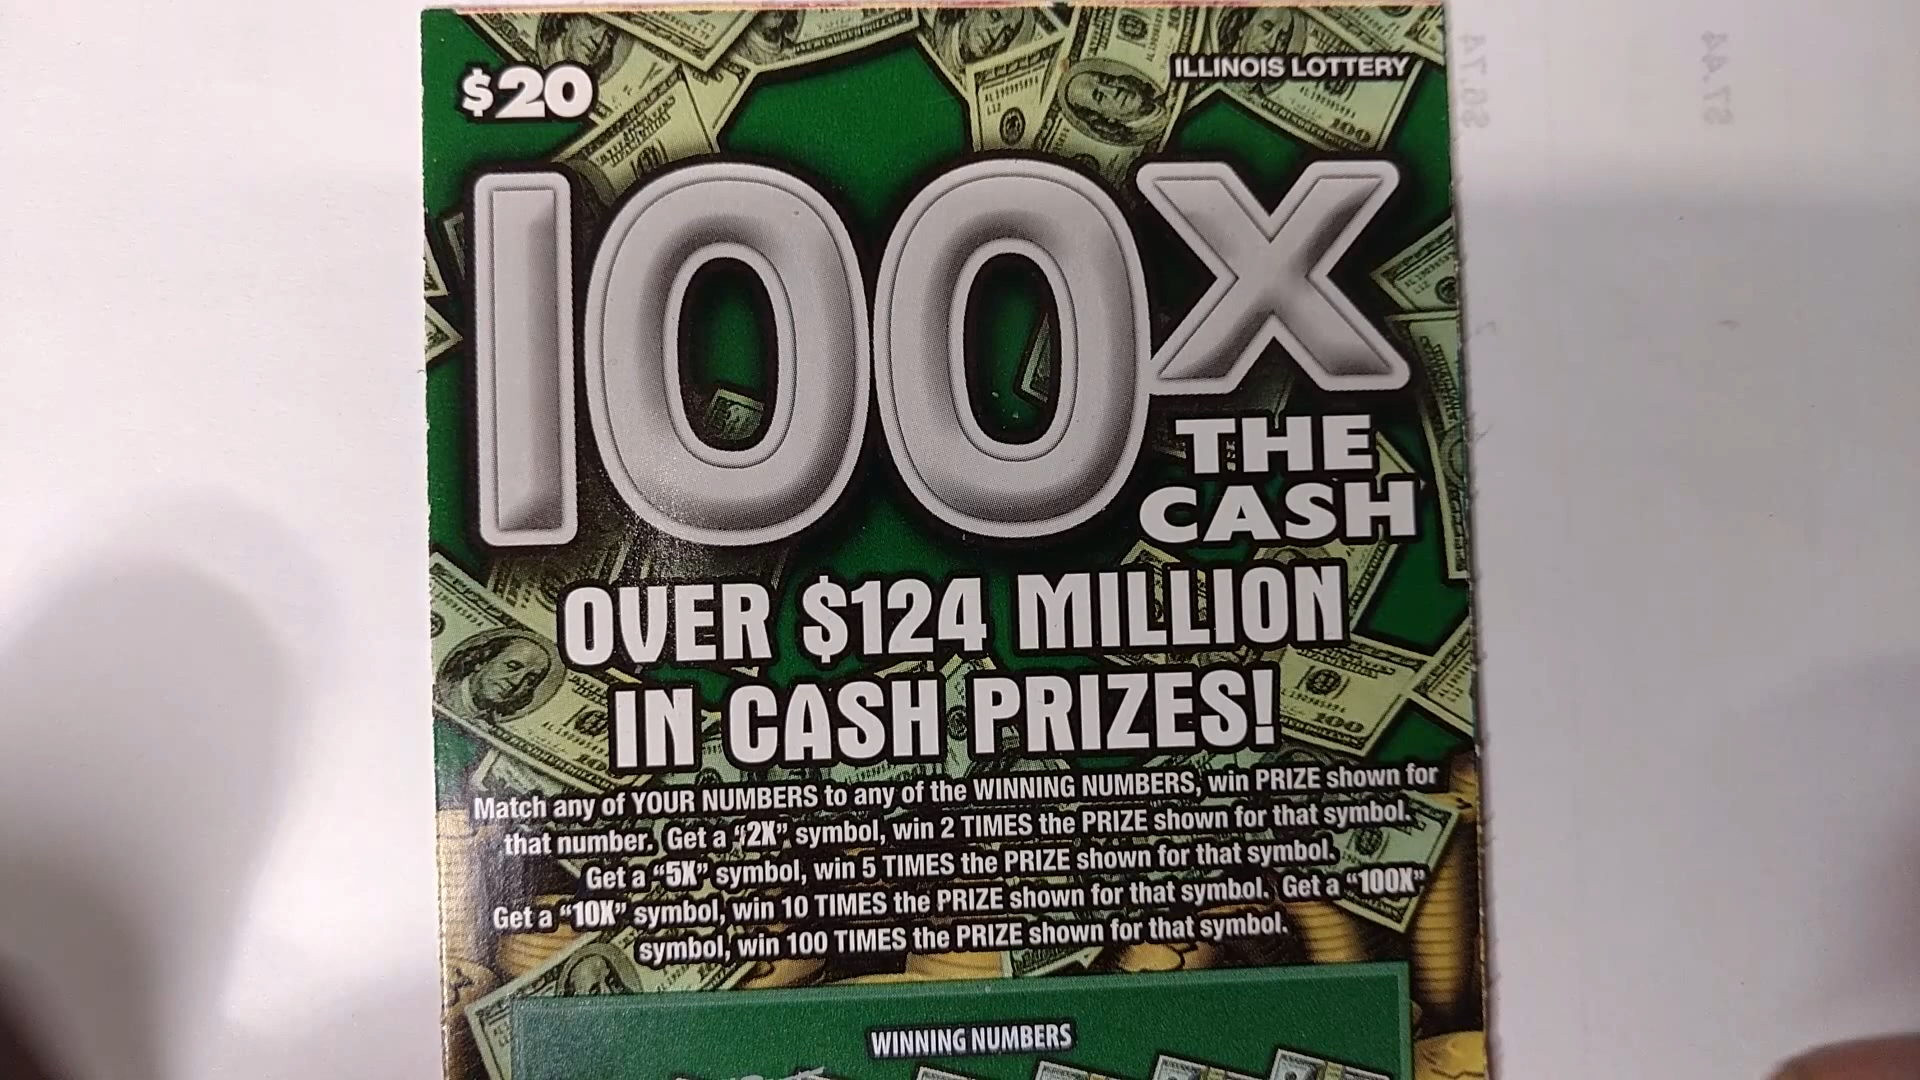 $20
ILLINOIS LOTTERY
100X
THE
CASH
OVER $124 MILLION
IN CASH PRIZES!
Match any of YOUR NUMBERS to any of the WINNING NUMBERS, win PRIZE shown for
that number. Get a “2X” symbol, win 2 TIMES the PRIZE shown for that symbol.
Get a “5X” symbol, win 5 TIMES the PRIZE shown for that symbol.
Get a “10X” symbol, win 10 TIMES the PRIZE shown for that symbol. Get a “100X”
symbol, win 100 TIMES the PRIZE shown for that symbol.
WINNING NUMBERS